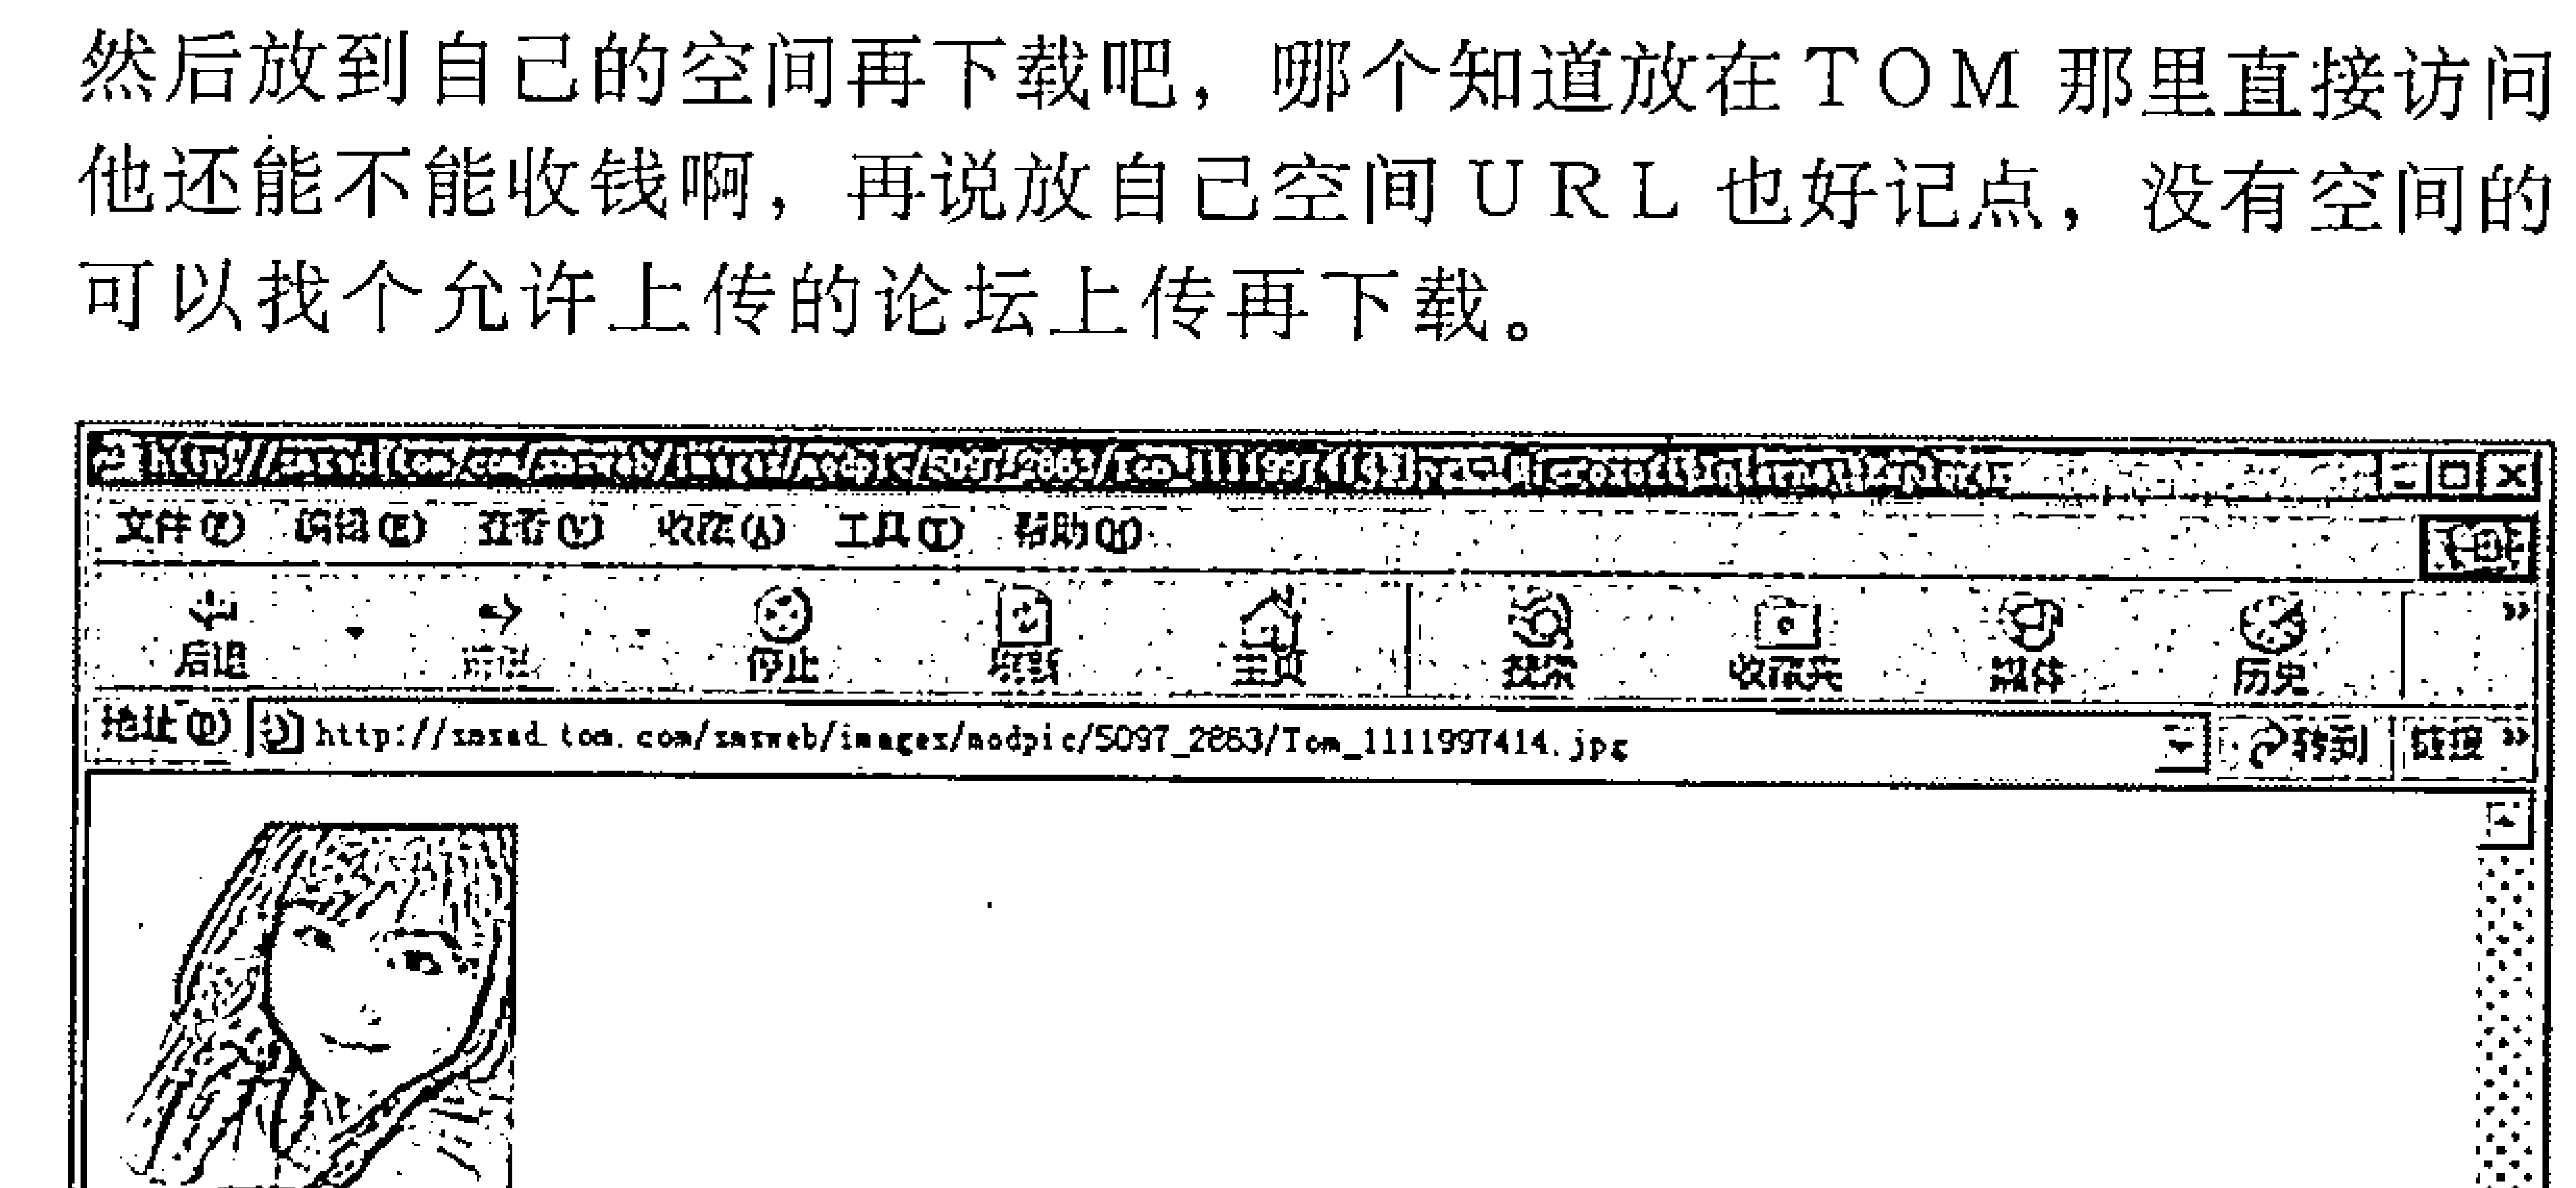 然后放到自己的空间再下载吧，哪个知道放在TOM那里直接访问
他还能不能收钱啊，再说放自己空间URL也好记点，没有空间的
可以找个允许上传的论坛上传再下载。
文件(F) 编辑(E) 查看(V) 收藏(A) 工具(T) 帮助(H)
后退 前进 停止 刷新 主页 搜索 收藏夹 媒体 历史
地址(D) http://smsad.tom.com/smsweb/images/modpic/5097_2863/Tom_1111997414.jpg 转到 链接 »